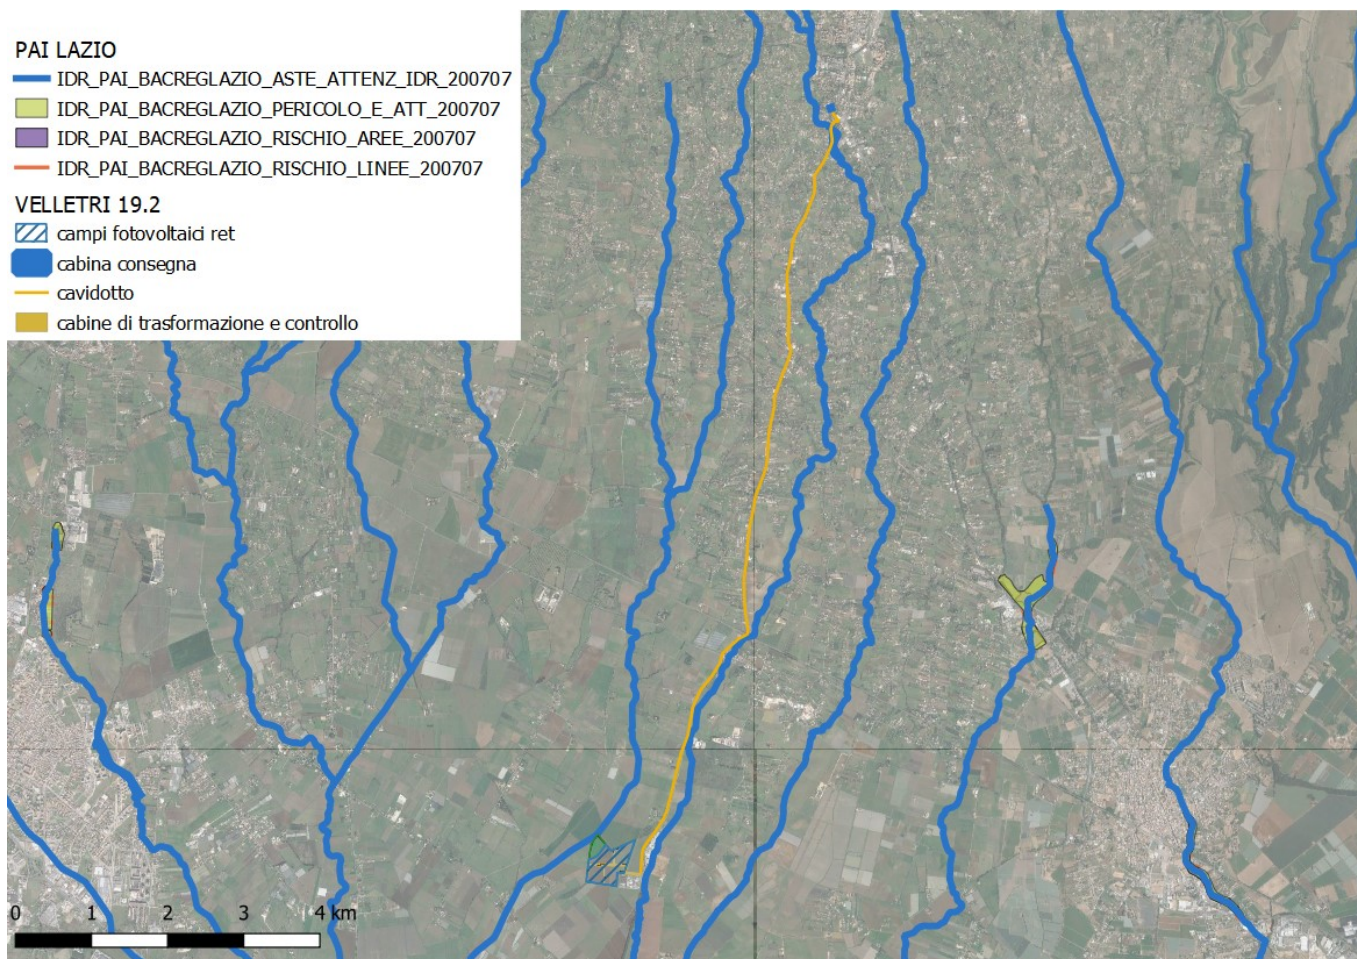 PAI LAZIO
IDR_PAI_BACREGLAZIO_ASTE_ATTENZ_IDR_200707
IDR_PAI_BACREGLAZIO_PERICOLO_E_ATT_200707
IDR_PAI_BACREGLAZIO_RISCHIO_AREE_200707
IDR_PAI_BACREGLAZIO_RISCHIO_LINEE_200707
VELLETRI 19.2
campi fotovoltaici ret
cabina consegna
cavidotto
cabine di trasformazione e controllo
0 1 2 3 4 km